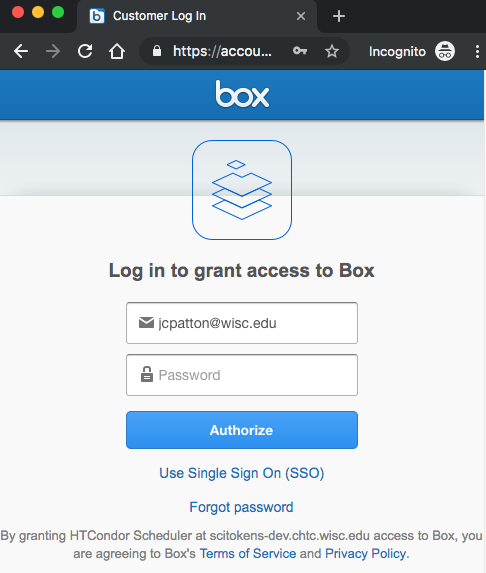 Customer Log In
https://accou...
Incognito
box
Log in to grant access to Box
jcpatton@wisc.edu
Password
Authorize
Use Single Sign On (SSO)
Forgot password
By granting HTCondor Scheduler at scitokens-dev.chtc.wisc.edu access to Box, you
are agreeing to Box's Terms of Service and Privacy Policy.